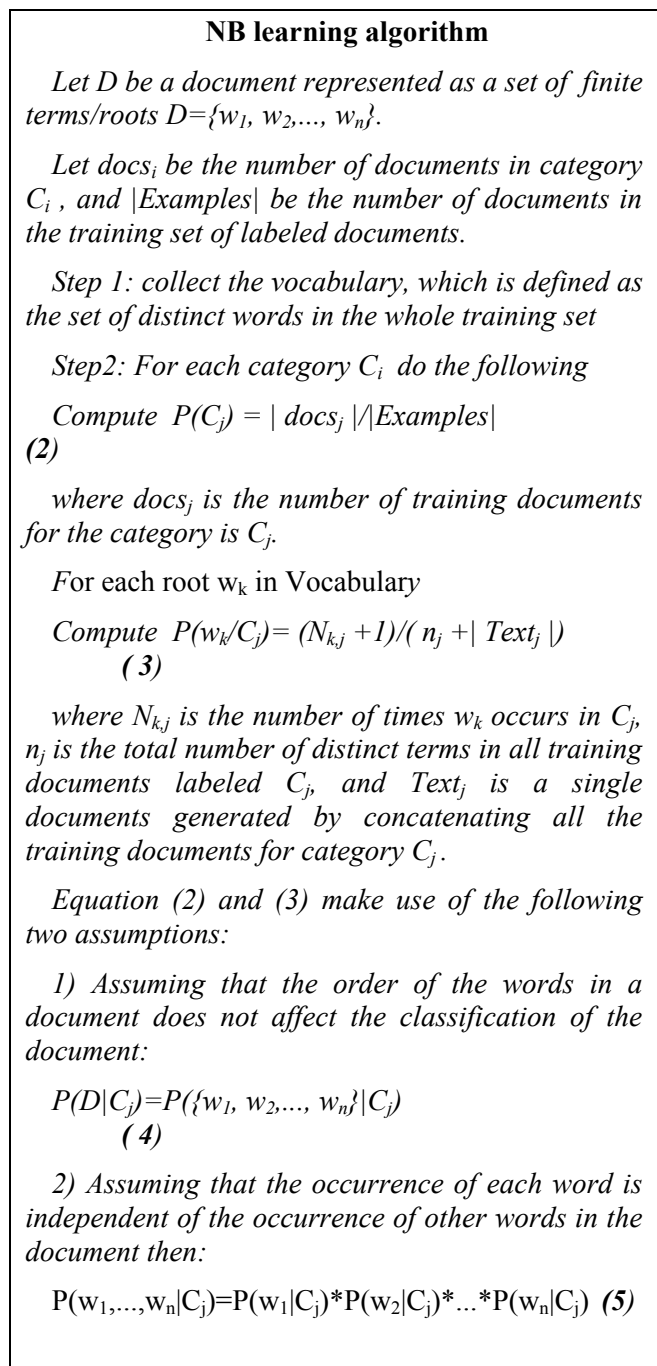 NB learning algorithm
Let D be a document represented as a set of finite
terms/roots D={w1, w2,..., wn}.
Let docsi be the number of documents in category
Ci , and |Examples| be the number of documents in
the training set of labeled documents.
Step 1: collect the vocabulary, which is defined as
the set of distinct words in the whole training set
Step2: For each category Ci do the following
Compute P(Cj) = | docsj |/|Examples|
(2)
where docsj is the number of training documents
for the category is Cj.
For each root wk in Vocabulary
Compute P(wk/Cj)= (Nk,j +1)/( nj +| Textj |)
( 3)
where Nk,j is the number of times wk occurs in Cj,
nj is the total number of distinct terms in all training
documents labeled Cj, and Textj is a single
documents generated by concatenating all the
training documents for category Cj .
Equation (2) and (3) make use of the following
two assumptions:
1) Assuming that the order of the words in a
document does not affect the classification of the
document:
P(D|Cj)=P({w1, w2,..., wn}|Cj)
( 4)
2) Assuming that the occurrence of each word is
independent of the occurrence of other words in the
document then:
P(w1,...,wn|Cj)=P(w1|Cj)*P(w2|Cj)*...*P(wn|Cj) (5)